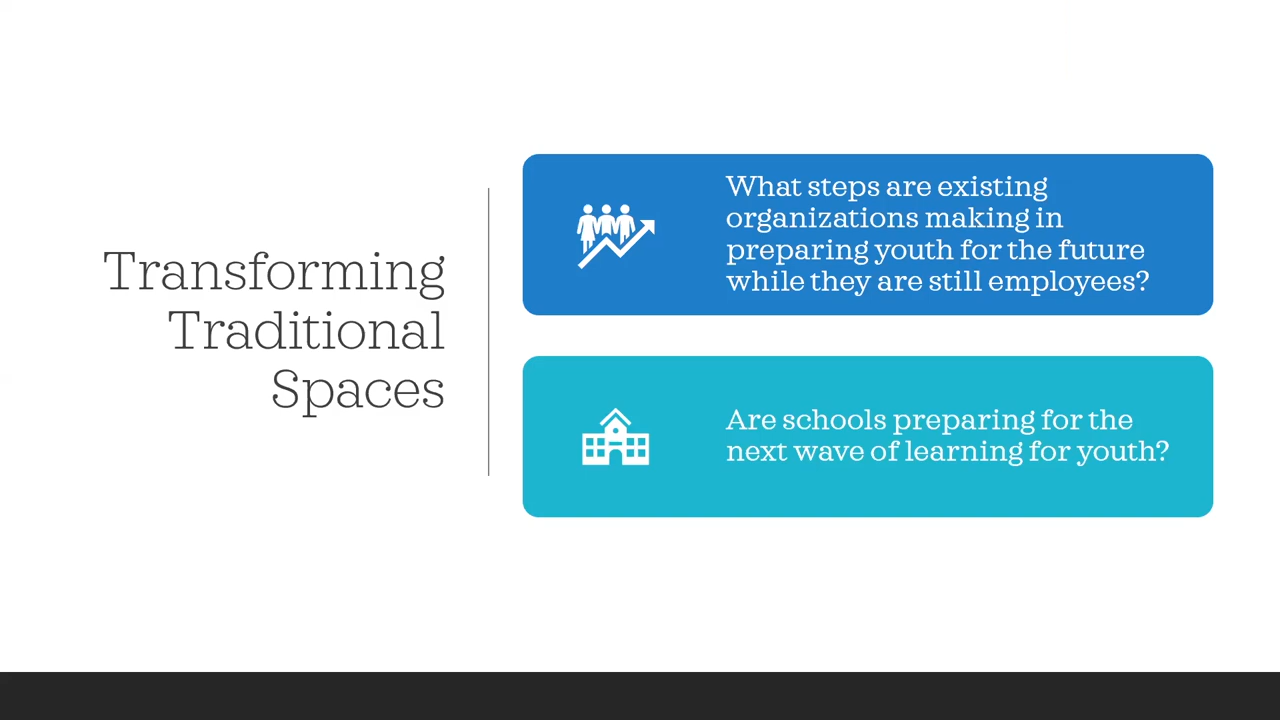 Transforming
Traditional
Spaces
What steps are existing
organizations making in
preparing youth for the future
while they are still employees?
Are schools preparing for the
next wave of learning for youth?